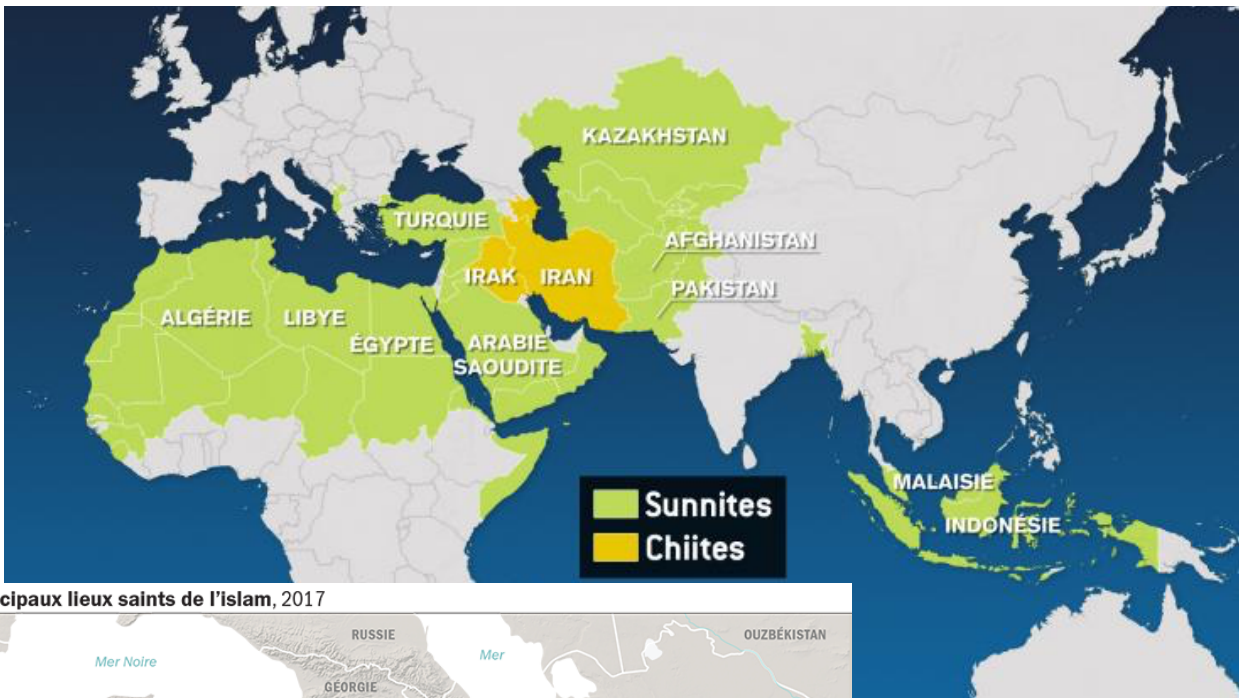 KAZAKHSTAN
TURQUIE
AFGHANISTAN
IRAK
IRAN
PAKISTAN
ALGÉRIE
LIBYE
ÉGYPTE
ARABIE
SAOUDITE
MALAISIE
INDONÉSIE
Sunnites
Chiites
cipaux lieux saints de l'islam, 2017
RUSSIE
OUZBÉKISTAN
Mer Noire
Mer
GÉORGIE